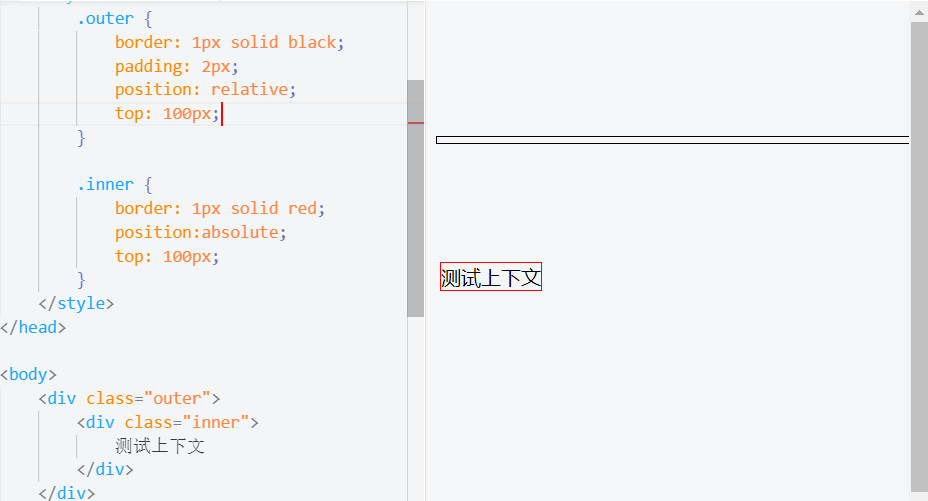 .outer {
border: 1px solid black;
padding: 2px;
position: relative;
top: 100px;
}
.inner {
border: 1px solid red;
position:absolute;
top: 100px;
}
</style>
</head>
<body>
<div class="outer">
<div class="inner">
测试上下文
</div>
</div>
测试上下文